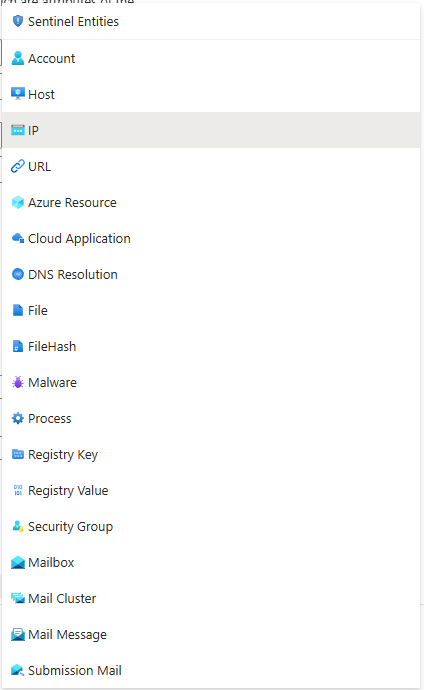 Sentinel Entities
Account
Host
IP
URL
Azure Resource
Cloud Application
DNS Resolution
File
FileHash
Malware
Process
Registry Key
Registry Value
Security Group
Mailbox
Mail Cluster
Mail Message
Submission Mail